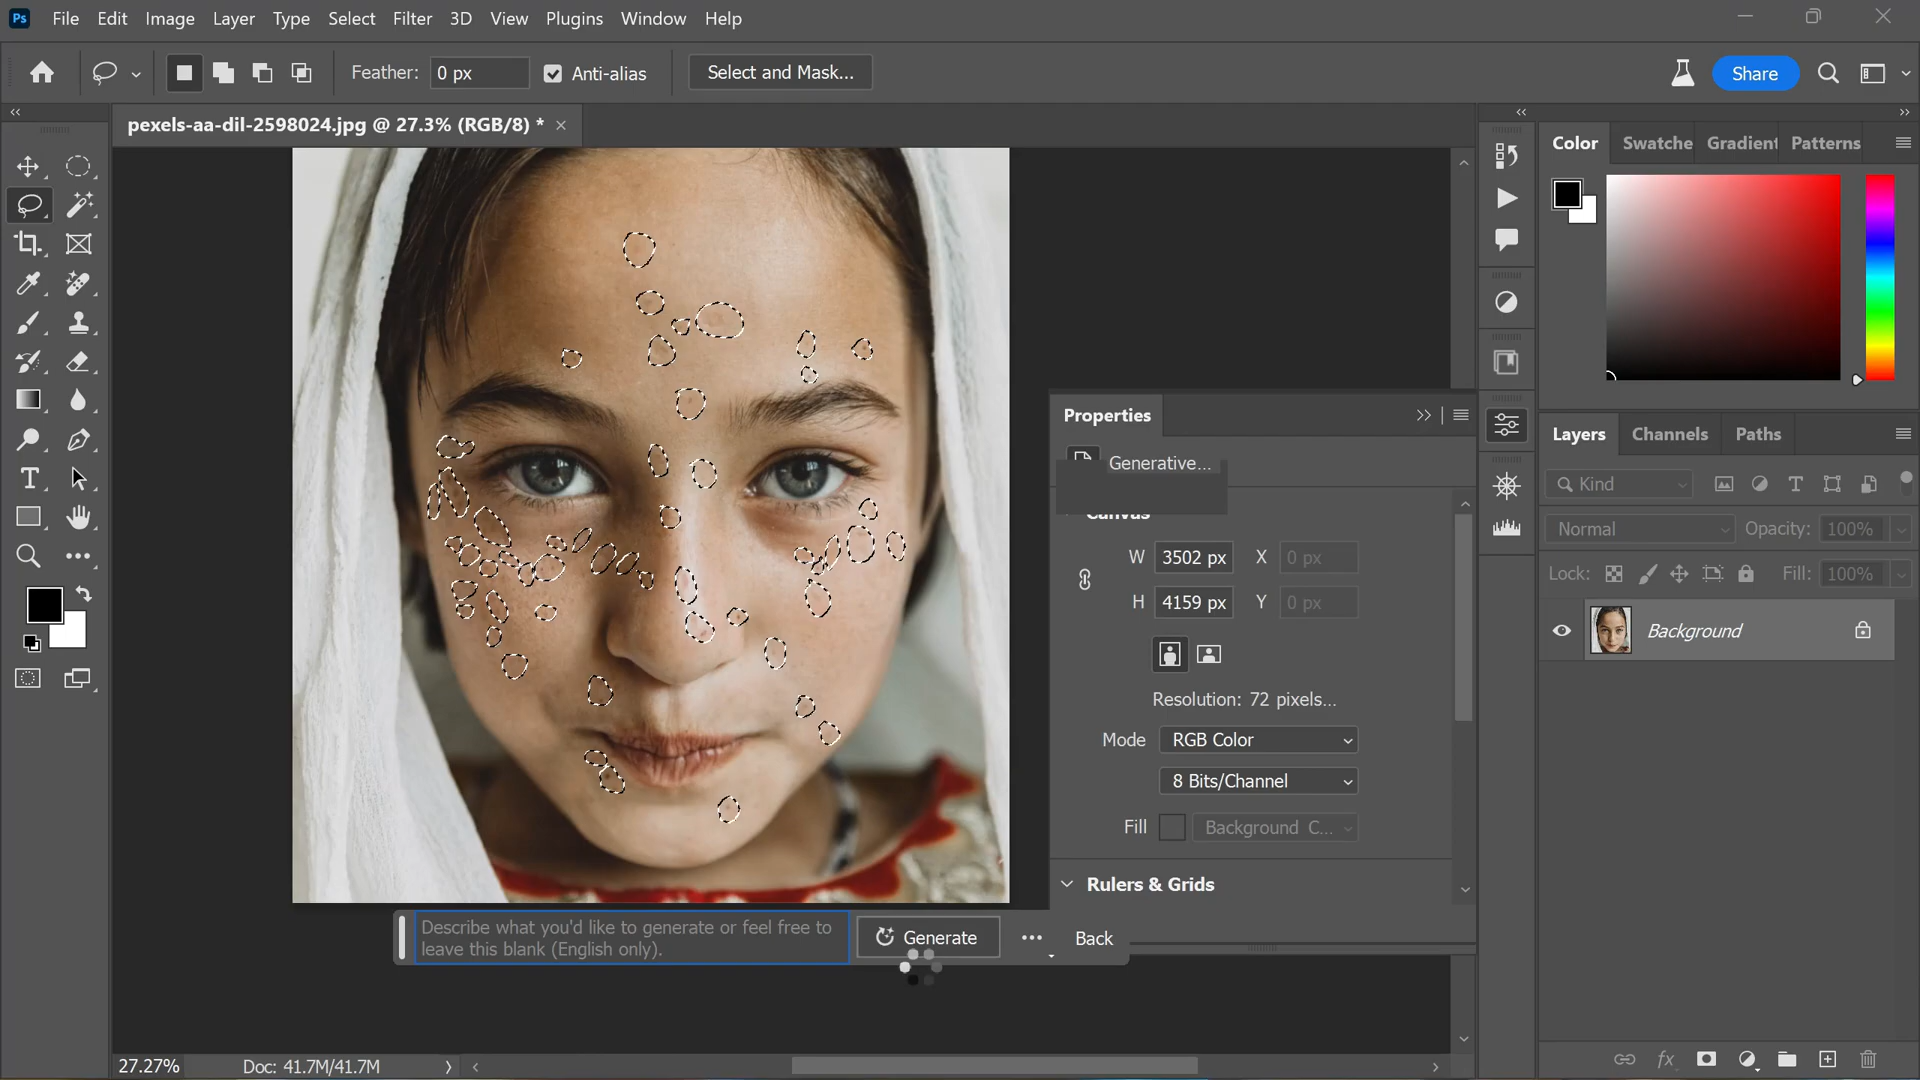 Ps File Edit Image Layer Type Select Filter 3D View Plugins Window Help
Feather: 0 px Anti-alias Select and Mask... Share
pexels-aa-dil-2598024.jpg @ 27.3% (RGB/8) *
Color Swatche Gradient Patterns
Properties
Generative...
Canvas
W 3502 px X 0 px
H 4159 px Y 0 px
Resolution: 72 pixels...
Mode RGB Color
8 Bits/Channel
Fill Background C...
Rulers & Grids
Layers Channels Paths
Kind
Normal Opacity: 100%
Lock: Fill: 100%
Background
Describe what you'd like to generate or feel free to
leave this blank (English only).
Generate Back
27.27% Doc: 41.7M/41.7M
fx